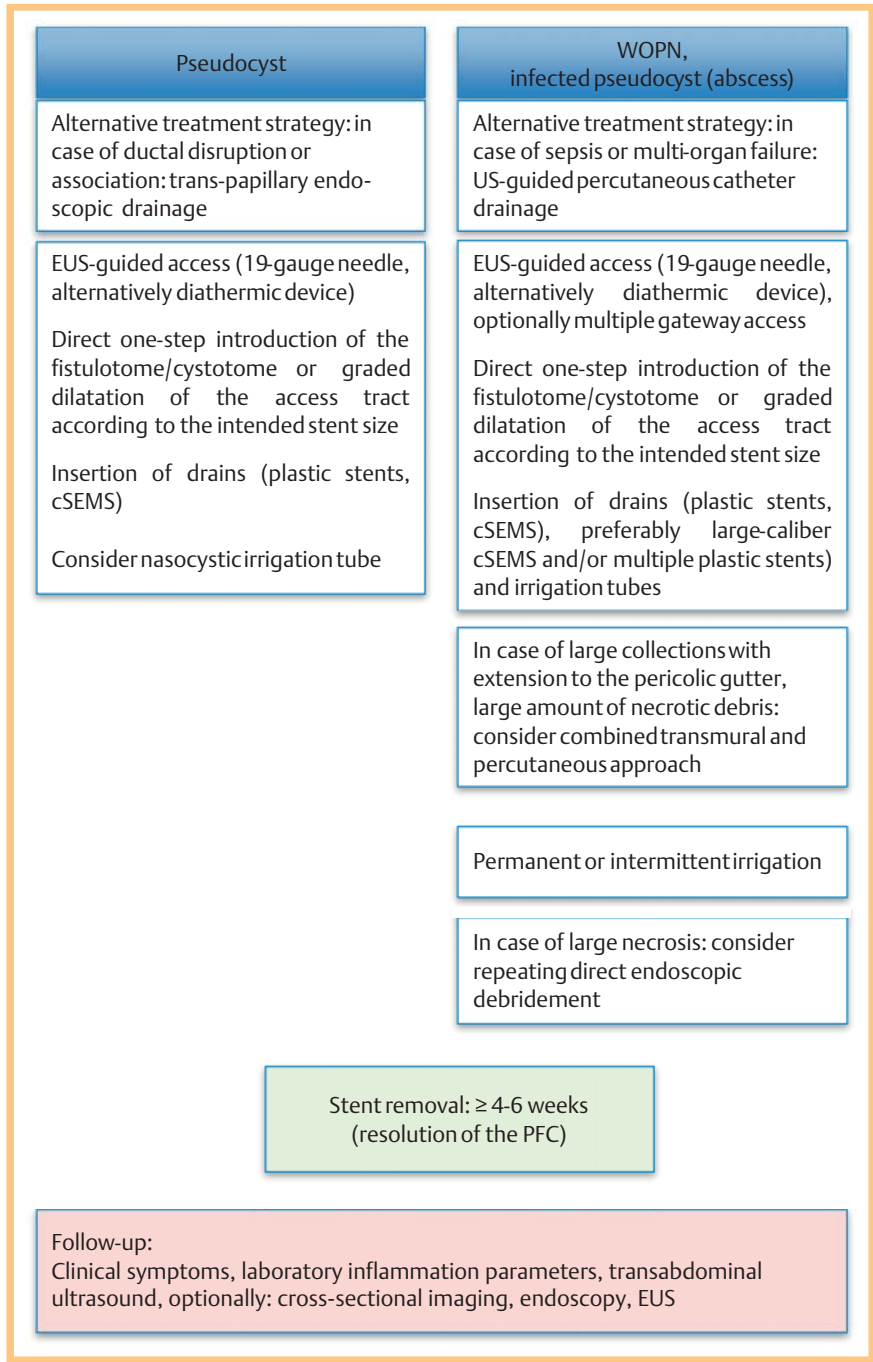 Pseudocyst
Alternative treatment strategy: in
case of ductal disruption or
association: trans-papillary endo-
scopic drainage
EUS-guided access (19-gauge needle,
alternatively diathermic device)
Direct one-step introduction of the
fistulotome/cystotome or graded
dilatation of the access tract
according to the intended stent size
Insertion of drains (plastic stents,
cSEMS)
Consider nasocystic irrigation tube
WOPN,
infected pseudocyst (abscess)
Alternative treatment strategy: in
case of sepsis or multi-organ failure:
US-guided percutaneous catheter
drainage
EUS-guided access (19-gauge needle,
alternatively diathermic device),
optionally multiple gateway access
Direct one-step introduction of the
fistulotome/cystotome or graded
dilatation of the access tract
according to the intended stent size
Insertion of drains (plastic stents,
cSEMS), preferably large-caliber
cSEMS and/or multiple plastic stents)
and irrigation tubes
In case of large collections with
extension to the pericolic gutter,
large amount of necrotic debris:
consider combined transmural and
percutaneous approach
Permanent or intermittent irrigation
In case of large necrosis: consider
repeating direct endoscopic
debridement
Stent removal: ≥ 4-6 weeks
(resolution of the PFC)
Follow-up:
Clinical symptoms, laboratory inflammation parameters, transabdominal
ultrasound, optionally: cross-sectional imaging, endoscopy, EUS